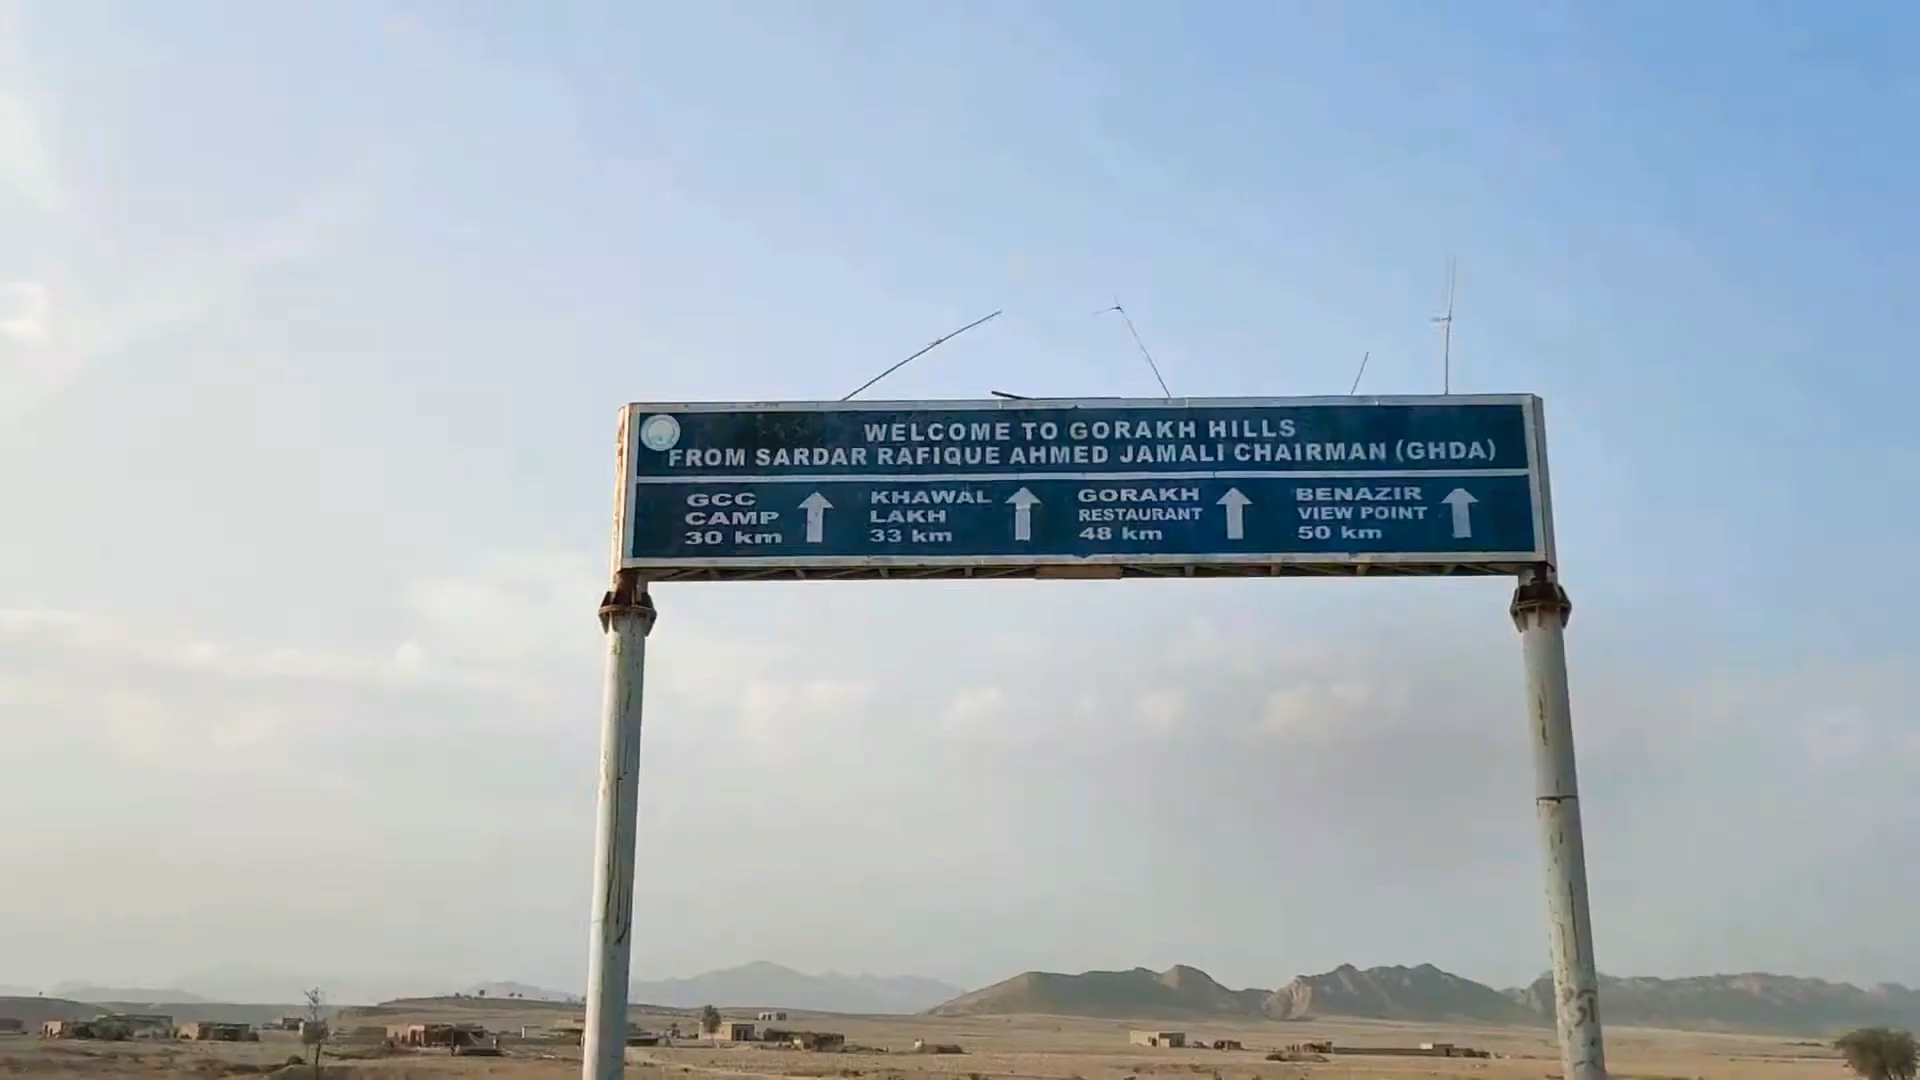 WELCOME TO GORAKH HILLS
FROM SARDAR RAFIQUE AHMED JAMALI CHAIRMAN (GHDA)
GCC
CAMP
30 km
KHAWAL
LAKH
33 km
GORAKH
RESTAURANT
48 km
BENAZIR
VIEW POINT
50 km